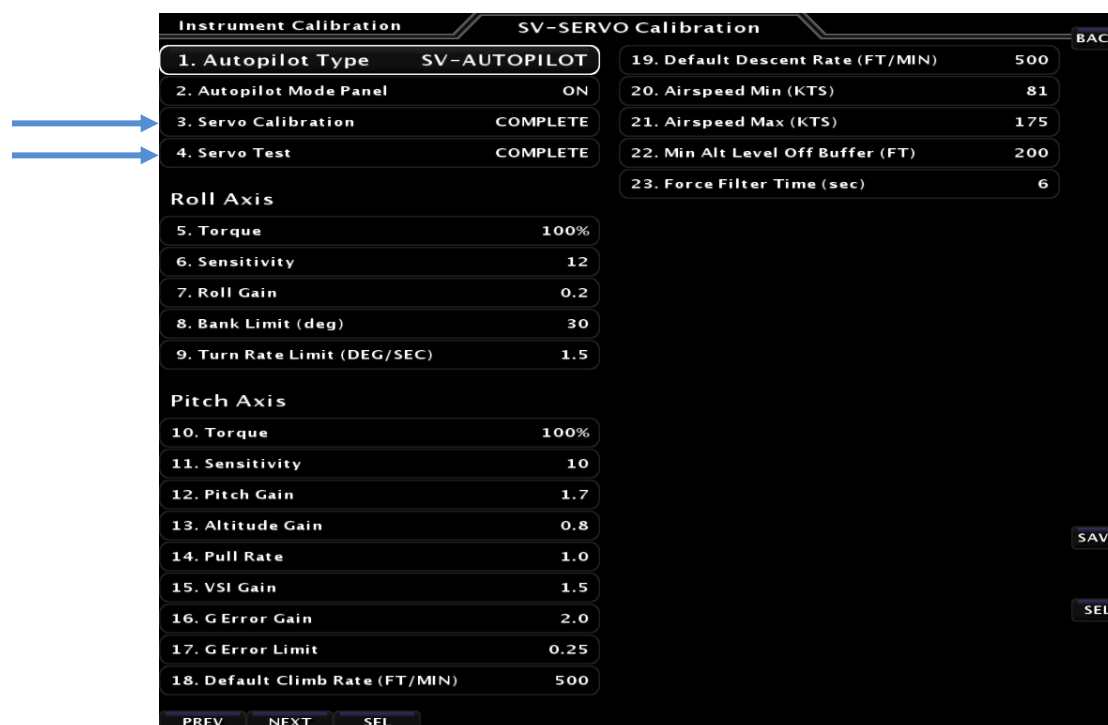 Instrument Calibration
SV-SERVO Calibration
BAC
1. Autopilot Type SV-AUTOPILOT
2. Autopilot Mode Panel ON
3. Servo Calibration COMPLETE
4. Servo Test COMPLETE
Roll Axis
5. Torque 100%
6. Sensitivity 12
7. Roll Gain 0.2
8. Bank Limit (deg) 30
9. Turn Rate Limit (DEG/SEC) 1.5
Pitch Axis
10. Torque 100%
11. Sensitivity 10
12. Pitch Gain 1.7
13. Altitude Gain 0.8
14. Pull Rate 1.0
15. VSI Gain 1.5
16. G Error Gain 2.0
17. G Error Limit 0.25
18. Default Climb Rate (FT/MIN) 500
19. Default Descent Rate (FT/MIN) 500
20. Airspeed Min (KTS) 81
21. Airspeed Max (KTS) 175
22. Min Alt Level Off Buffer (FT) 200
23. Force Filter Time (sec) 6
SAV
SEL
PREV NEXT SEL